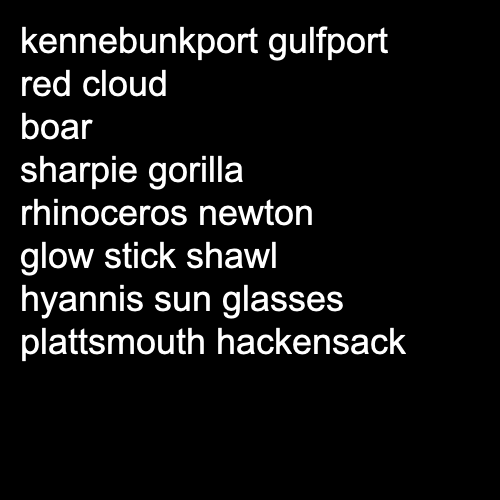 kennebunkport gulfport
red cloud
boar
sharpie gorilla
rhinoceros newton
glow stick shawl
hyannis sun glasses
plattsmouth hackensack